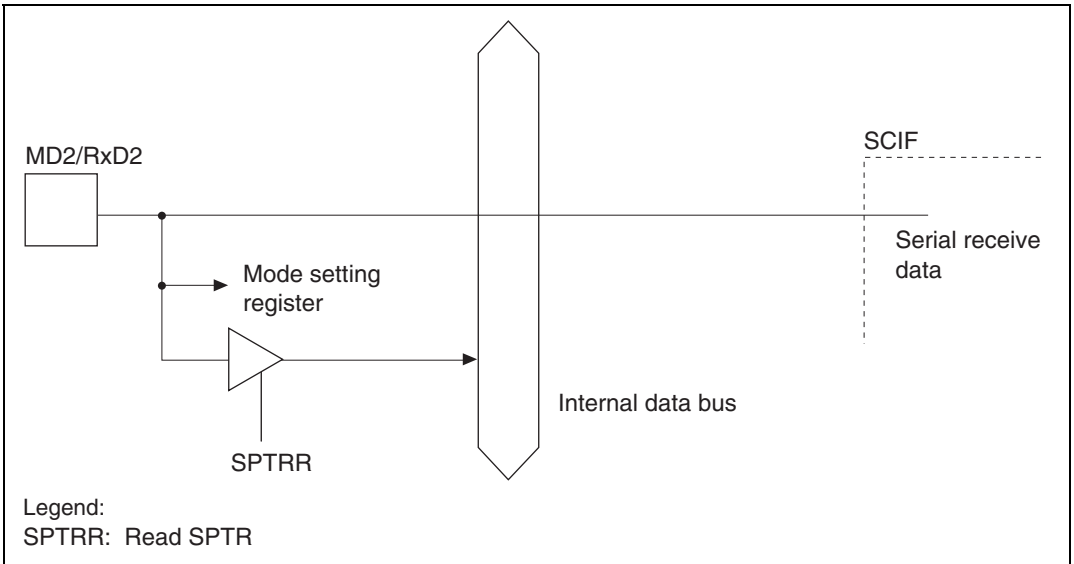 MD2/RxD2
SCIF
Serial receive
data
Mode setting
register
Internal data bus
SPTRR
Legend:
SPTRR: Read SPTR